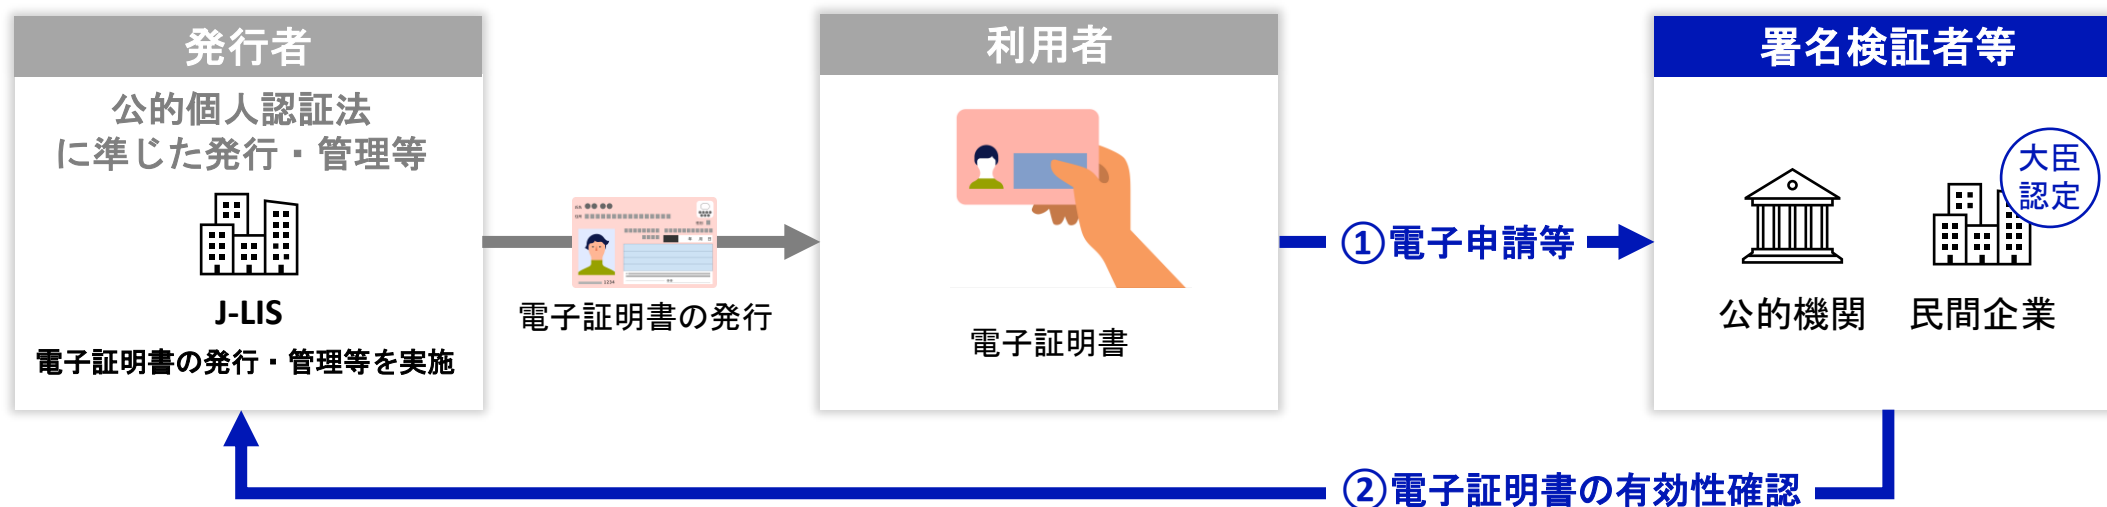 発行者
公的個人認証法
に準じた発行・管理等
J-LIS
電子証明書の発行・管理等を実施
1234
電子証明書の発行
利用者
電子証明書
①電子申請等
署名検証者等
大臣
認定
公的機関
民間企業
②電子証明書の有効性確認